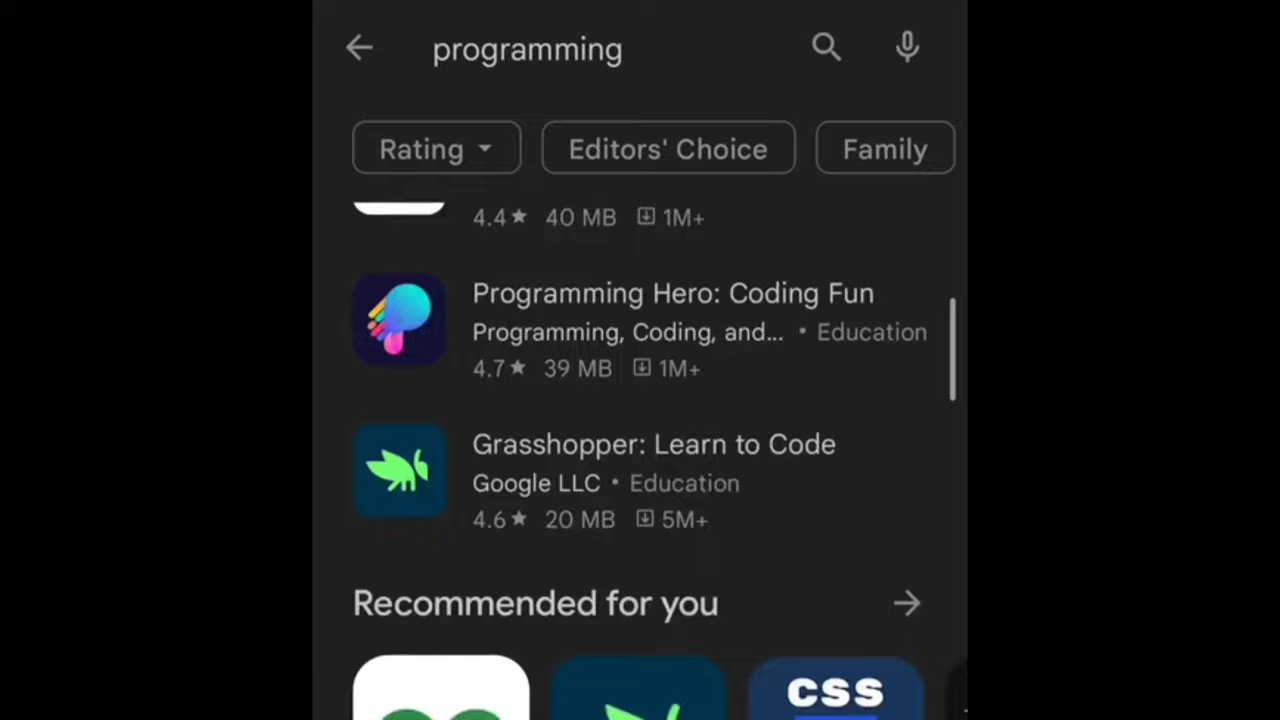 programming
Rating
Editors' Choice
Family
4.4★ 40 MB 1M+
Programming Hero: Coding Fun
Programming, Coding, and... • Education
4.7★ 39 MB 1M+
Grasshopper: Learn to Code
Google LLC • Education
4.6★ 20 MB 5M+
Recommended for you
CSS